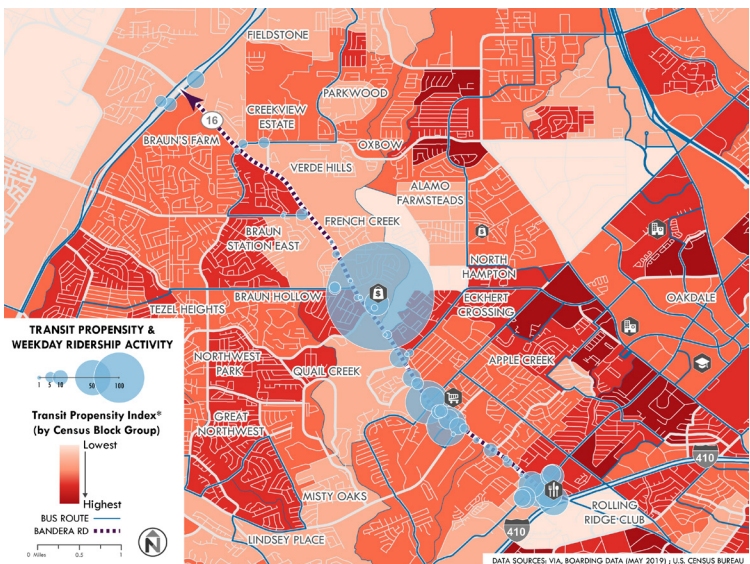 FIELDSTONE
PARKWOOD
CREEKVIEW
ESTATE
16
BRAUN'S FARM
OXBOW
VERDE HILLS
ALAMO
FARMSTEADS
FRENCH CREEK
BRAUN
STATION EAST
$
NORTH
HAMPTON
$
BRAUN HOLLOW
ECKHERT
CROSSING
OAKDALE
TEZEL HEIGHTS
NORTHWEST
PARK
QUAIL CREEK
APPLE CREEK
GREAT
NORTHWEST
410
MISTY OAKS
ROLLING
RIDGE CLUB
410
LINDSEY PLACE
TRANSIT PROPENSITY &
WEEKDAY RIDERSHIP ACTIVITY
1 5 10 50 100
Transit Propensity Index*
(by Census Block Group)
Lowest
Highest
BUS ROUTE
BANDERA RD
0 Miles 0.5 1
N
DATA SOURCES: VIA, BOARDING DATA (MAY 2019) ; U.S. CENSUS BUREAU